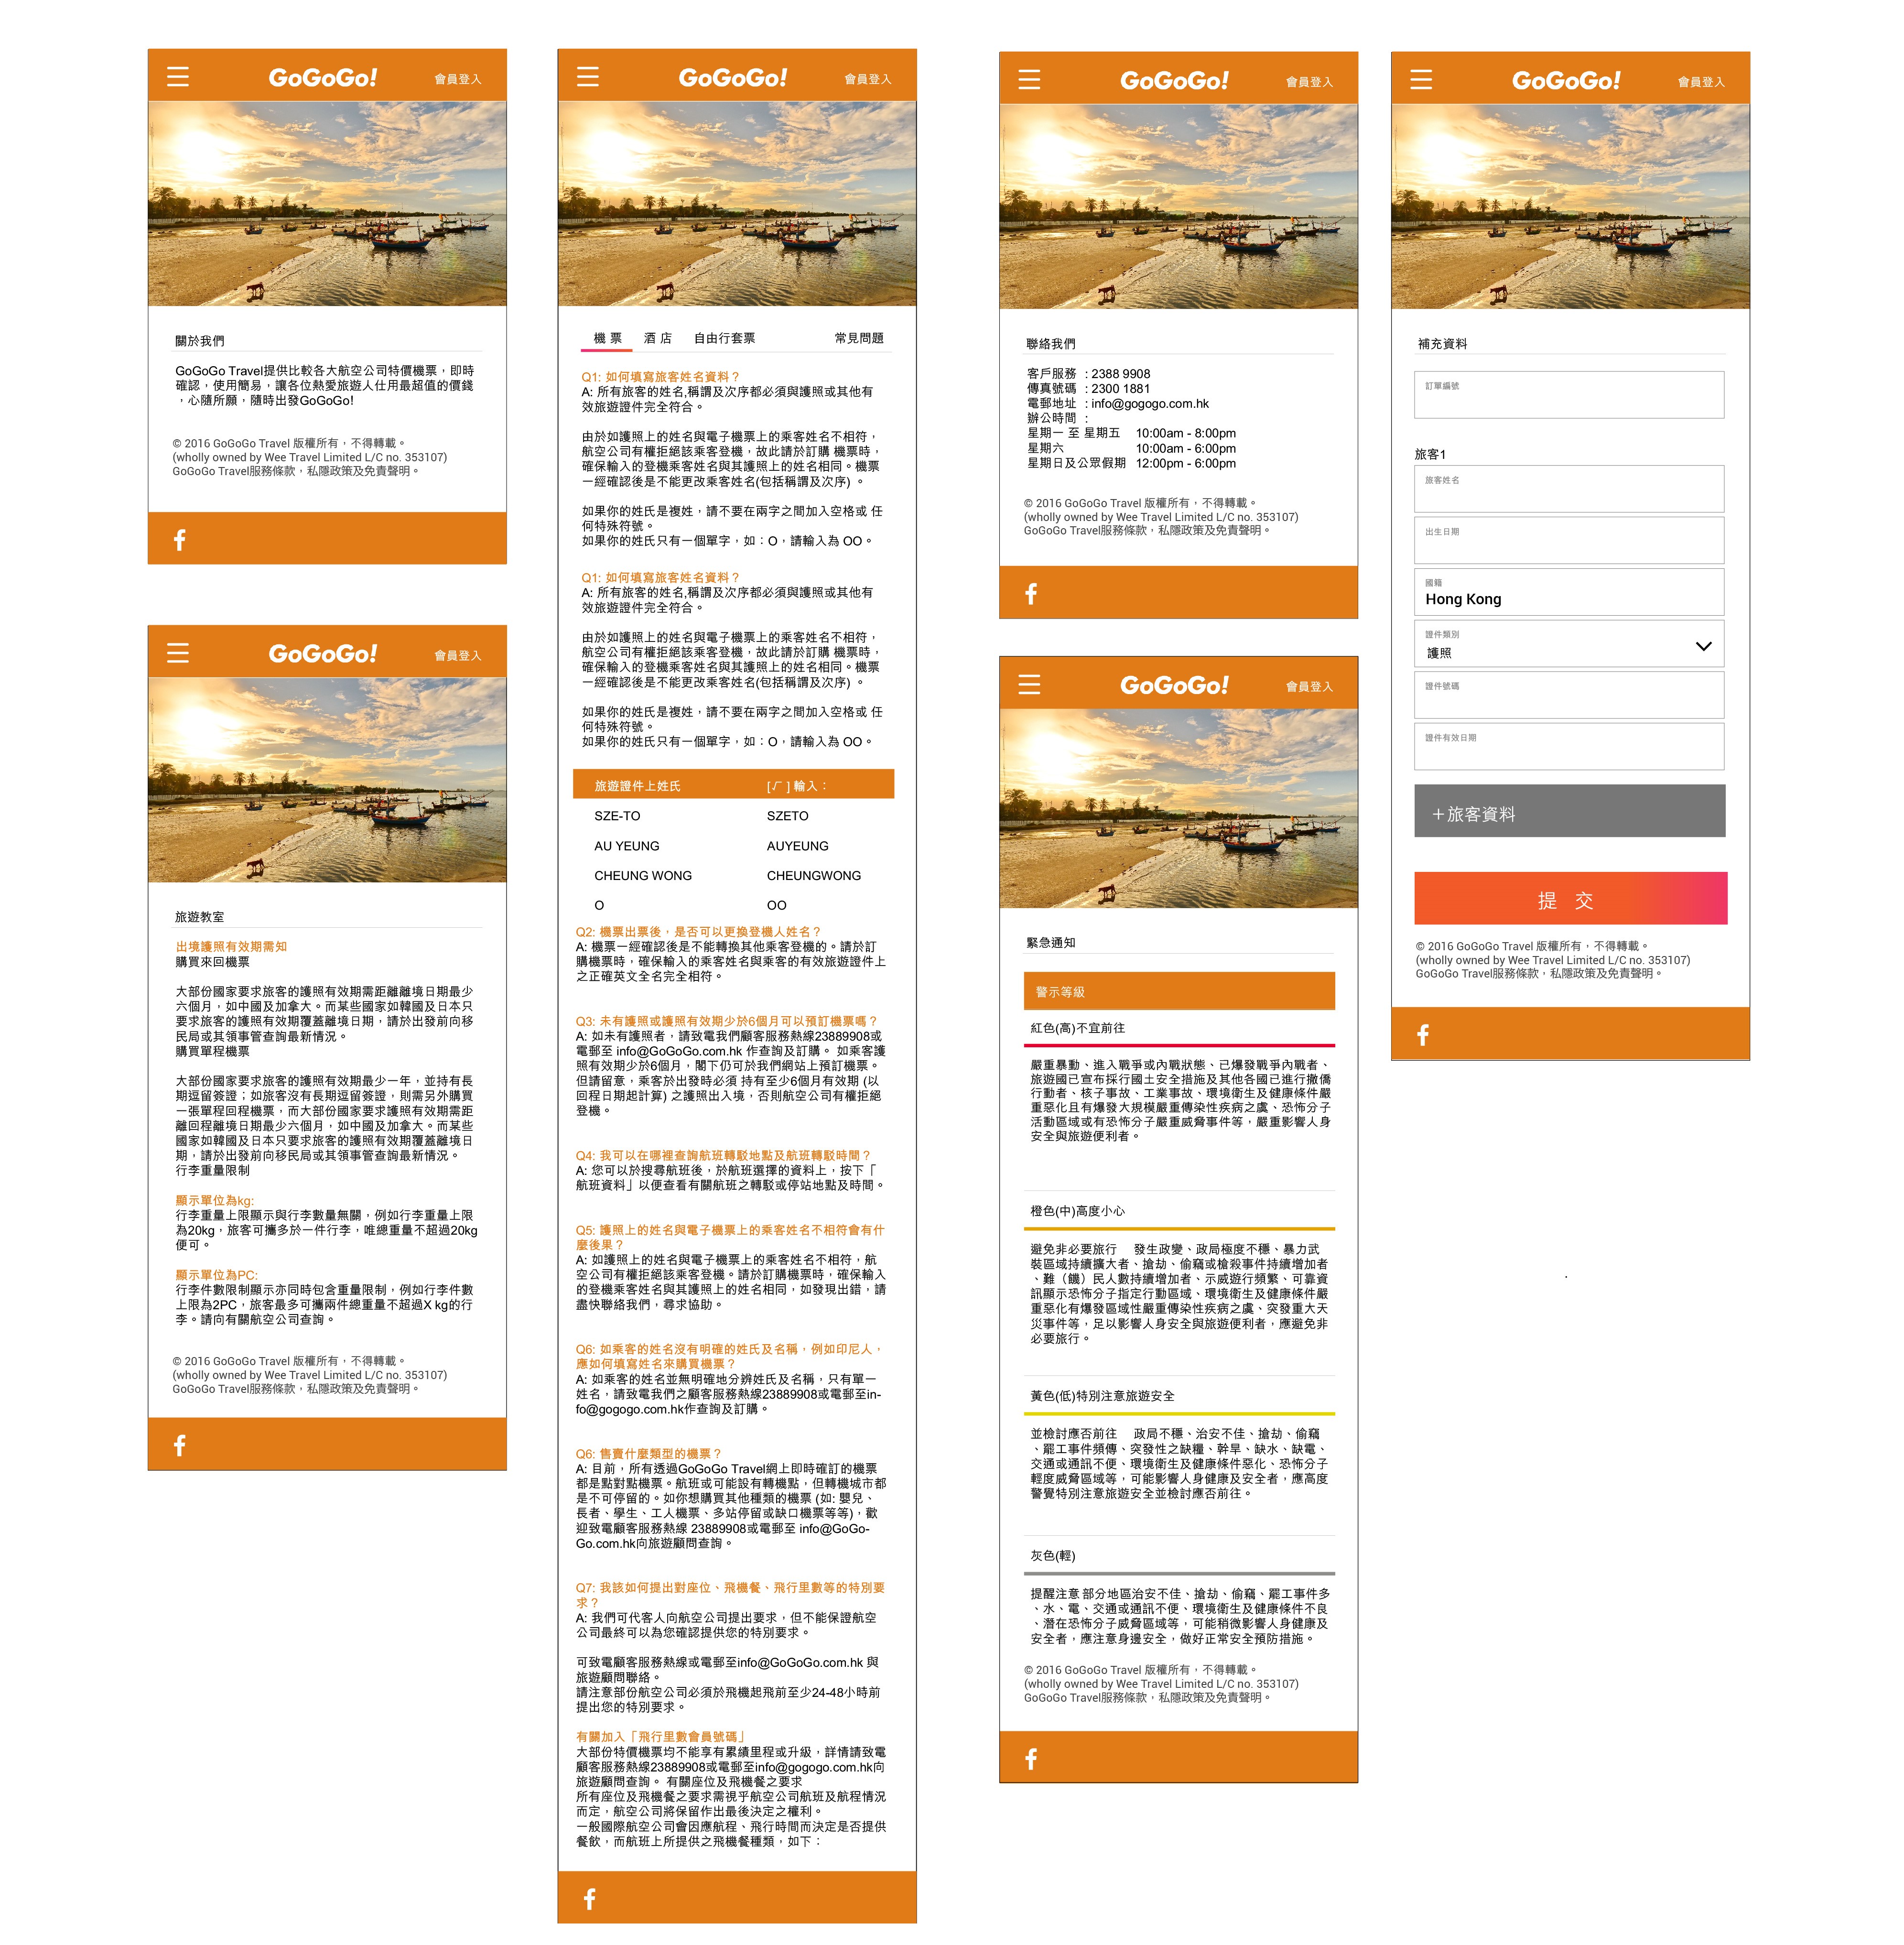 GoGoGo!
會員登入
關於我們
GoGoGo Travel提供比較各大航空公司特價機票，即時
確認，使用簡易，讓各位熱愛旅遊人仕用最超值的價錢
，心隨所願，隨時出發GoGoGo!
© 2016 GoGoGo Travel 版權所有，不得轉載。
(wholly owned by Wee Travel Limited L/C no. 353107)
GoGoGo Travel服務條款，私隱政策及免責聲明。
GoGoGo!
會員登入
旅遊教室
出境護照有效期需知
購買來回機票
大部份國家要求旅客的護照有效期需距離離境日期最少
六個月，如中國及加拿大。而某些國家如韓國及日本只
要求旅客的護照有效期覆蓋離境日期，請於出發前向移
民局或其領事管查詢最新情況。
購買單程機票
大部份國家要求旅客的護照有效期最少一年，並持有長
期逗留簽證；如旅客沒有長期逗留簽證，則需另外購買
一張單程回程機票，而大部份國家要求護照有效期需距
離回程離境日期最少六個月，如中國及加拿大。而某些
國家如韓國及日本只要求旅客的護照有效期覆蓋離境日
期，請於出發前向移民局或其領事管查詢最新情況。
行李重量限制
顯示單位為kg:
行李重量上限顯示與行李數量無關，例如行李重量上限
為20kg，旅客可攜多於一件行李，唯總重量不超過20kg
便可。
顯示單位為PC:
行李件數限制顯示亦同時包含重量限制，例如行李件數
上限為2PC，旅客最多可攜兩件總重量不超過X kg的行
李。請向有關航空公司查詢。
© 2016 GoGoGo Travel 版權所有，不得轉載。
(wholly owned by Wee Travel Limited L/C no. 353107)
GoGoGo Travel服務條款，私隱政策及免責聲明。
GoGoGo!
會員登入
機 票 酒 店 自由行套票 常見問題
Q1: 如何填寫旅客姓名資料？
A: 所有旅客的姓名,稱謂及次序都必須與護照或其他有
效旅遊證件完全符合。
由於如護照上的姓名與電子機票上的乘客姓名不相符，
航空公司有權拒絕該乘客登機，故此請於訂購 機票時，
確保輸入的登機乘客姓名與其護照上的姓名相同。機票
一經確認後是不能更改乘客姓名(包括稱謂及次序) 。
如果你的姓氏是複姓，請不要在兩字之間加入空格或 任
何特殊符號。
如果你的姓氏只有一個單字，如：O，請輸入為 OO。
Q1: 如何填寫旅客姓名資料？
A: 所有旅客的姓名,稱謂及次序都必須與護照或其他有
效旅遊證件完全符合。
由於如護照上的姓名與電子機票上的乘客姓名不相符，
航空公司有權拒絕該乘客登機，故此請於訂購 機票時，
確保輸入的登機乘客姓名與其護照上的姓名相同。機票
一經確認後是不能更改乘客姓名(包括稱謂及次序) 。
如果你的姓氏是複姓，請不要在兩字之間加入空格或 任
何特殊符號。
如果你的姓氏只有一個單字，如：O，請輸入為 OO。
旅遊證件上姓氏 [√ ] 輸入：
SZE-TO SZETO
AU YEUNG AUYEUNG
CHEUNG WONG CHEUNGWONG
O OO
Q2: 機票出票後，是否可以更換登機人姓名？
A: 機票一經確認後是不能轉換其他乘客登機的。請於訂
購機票時，確保輸入的乘客姓名與乘客的有效旅遊證件上
之正確英文全名完全相符。
Q3: 未有護照或護照有效期少於6個月可以預訂機票嗎？
A: 如未有護照者，請致電我們顧客服務熱線23889908或
電郵至 info@GoGoGo.com.hk 作查詢及訂購。 如乘客護
照有效期少於6個月，閣下仍可於我們網站上預訂機票。
但請留意，乘客於出發時必須 持有至少6個月有效期 (以
回程日期起計算) 之護照出入境，否則航空公司有權拒絕
登機。
Q4: 我可以在哪裡查詢航班轉駁地點及航班轉駁時間？
A: 您可以於搜尋航班後，於航班選擇的資料上，按下「
航班資料」以便查看有關航班之轉駁或停站地點及時間。
Q5: 護照上的姓名與電子機票上的乘客姓名不相符會有什
麼後果？
A: 如護照上的姓名與電子機票上的乘客姓名不相符，航
空公司有權拒絕該乘客登機。請於訂購機票時，確保輸入
的登機乘客姓名與其護照上的姓名相同，如發現出錯，請
盡快聯絡我們，尋求協助。
Q6: 如乘客的姓名沒有明確的姓氏及名稱，例如印尼人，
應如何填寫姓名來購買機票？
A: 如乘客的姓名並無明確地分辨姓氏及名稱，只有單一
姓名，請致電我們之顧客服務熱線23889908或電郵至in-
fo@gogogo.com.hk作查詢及訂購。
Q6: 售賣什麼類型的機票？
A: 目前，所有透過GoGoGo Travel網上即時確訂的機票
都是點對點機票。航班或可能設有轉機點，但轉機城市都
是不可停留的。如你想購買其他種類的機票 (如: 嬰兒、
長者、學生、工人機票、多站停留或缺口機票等等)，歡
迎致電顧客服務熱線 23889908或電郵至 info@GoGo-
Go.com.hk向旅遊顧問查詢。
Q7: 我該如何提出對座位、飛機餐、飛行里數等的特別要
求？
A: 我們可代客人向航空公司提出要求，但不能保證航空
公司最終可以為您確認提供您的特別要求。
可致電顧客服務熱線或電郵至info@GoGoGo.com.hk 與
旅遊顧問聯絡。
請注意部份航空公司必須於飛機起飛前至少24-48小時前
提出您的特別要求。
有關加入「飛行里數會員號碼」
大部份特價機票均不能享有累績里程或升級，詳情請致電
顧客服務熱線23889908或電郵至info@gogogo.com.hk向
旅遊顧問查詢。 有關座位及飛機餐之要求
所有座位及飛機餐之要求需視乎航空公司航班及航程情況
而定，航空公司將保留作出最後決定之權利。
一般國際航空公司會因應航程、飛行時間而決定是否提供
餐飲，而航班上所提供之飛機餐種類，如下：
GoGoGo!
會員登入
聯絡我們
客戶服務 : 2388 9908
傳真號碼 : 2300 1881
電郵地址 : info@gogogo.com.hk
辦公時間 :
星期一 至 星期五 10:00am - 8:00pm
星期六 10:00am - 6:00pm
星期日及公眾假期 12:00pm - 6:00pm
© 2016 GoGoGo Travel 版權所有，不得轉載。
(wholly owned by Wee Travel Limited L/C no. 353107)
GoGoGo Travel服務條款，私隱政策及免責聲明。
GoGoGo!
會員登入
緊急通知
警示等級
紅色(高)不宜前往
嚴重暴動、進入戰爭或內戰狀態、已爆發戰爭內戰者、
旅遊國已宣布採行國土安全措施及其他各國已進行撤僑
行動者、核子事故、工業事故、環境衛生及健康條件嚴
重惡化且有爆發大規模嚴重傳染性疾病之虞、恐怖分子
活動區域或有恐怖分子嚴重威脅事件等，嚴重影響人身
安全與旅遊便利者。
橙色(中)高度小心
避免非必要旅行 發生政變、政局極度不穩、暴力武
裝區域持續擴大者、搶劫、偷竊或槍殺事件持續增加者
、難（饑）民人數持續增加者、示威遊行頻繁、可靠資
訊顯示恐怖分子指定行動區域、環境衛生及健康條件嚴
重惡化有爆發區域性嚴重傳染性疾病之虞、突發重大天
災事件等，足以影響人身安全與旅遊便利者，應避免非
必要旅行。
黃色(低)特別注意旅遊安全
並檢討應否前往 政局不穩、治安不佳、搶劫、偷竊
、罷工事件頻傳、突發性之缺糧、幹旱、缺水、缺電、
交通或通訊不便、環境衛生及健康條件惡化、恐怖分子
輕度威脅區域等，可能影響人身健康及安全者，應高度
警覺特別注意旅遊安全並檢討應否前往。
灰色(輕)
提醒注意 部分地區治安不佳、搶劫、偷竊、罷工事件多
、水、電、交通或通訊不便、環境衛生及健康條件不良
、潛在恐怖分子威脅區域等，可能稍微影響人身健康及
安全者，應注意身邊安全，做好正常安全預防措施。
© 2016 GoGoGo Travel 版權所有，不得轉載。
(wholly owned by Wee Travel Limited L/C no. 353107)
GoGoGo Travel服務條款，私隱政策及免責聲明。
GoGoGo!
會員登入
補充資料
訂單編號
旅客1
旅客姓名
出生日期
國籍
Hong Kong
證件類別
護照
證件號碼
證件有效日期
＋旅客資料
提 交
© 2016 GoGoGo Travel 版權所有，不得轉載。
(wholly owned by Wee Travel Limited L/C no. 353107)
GoGoGo Travel服務條款，私隱政策及免責聲明。